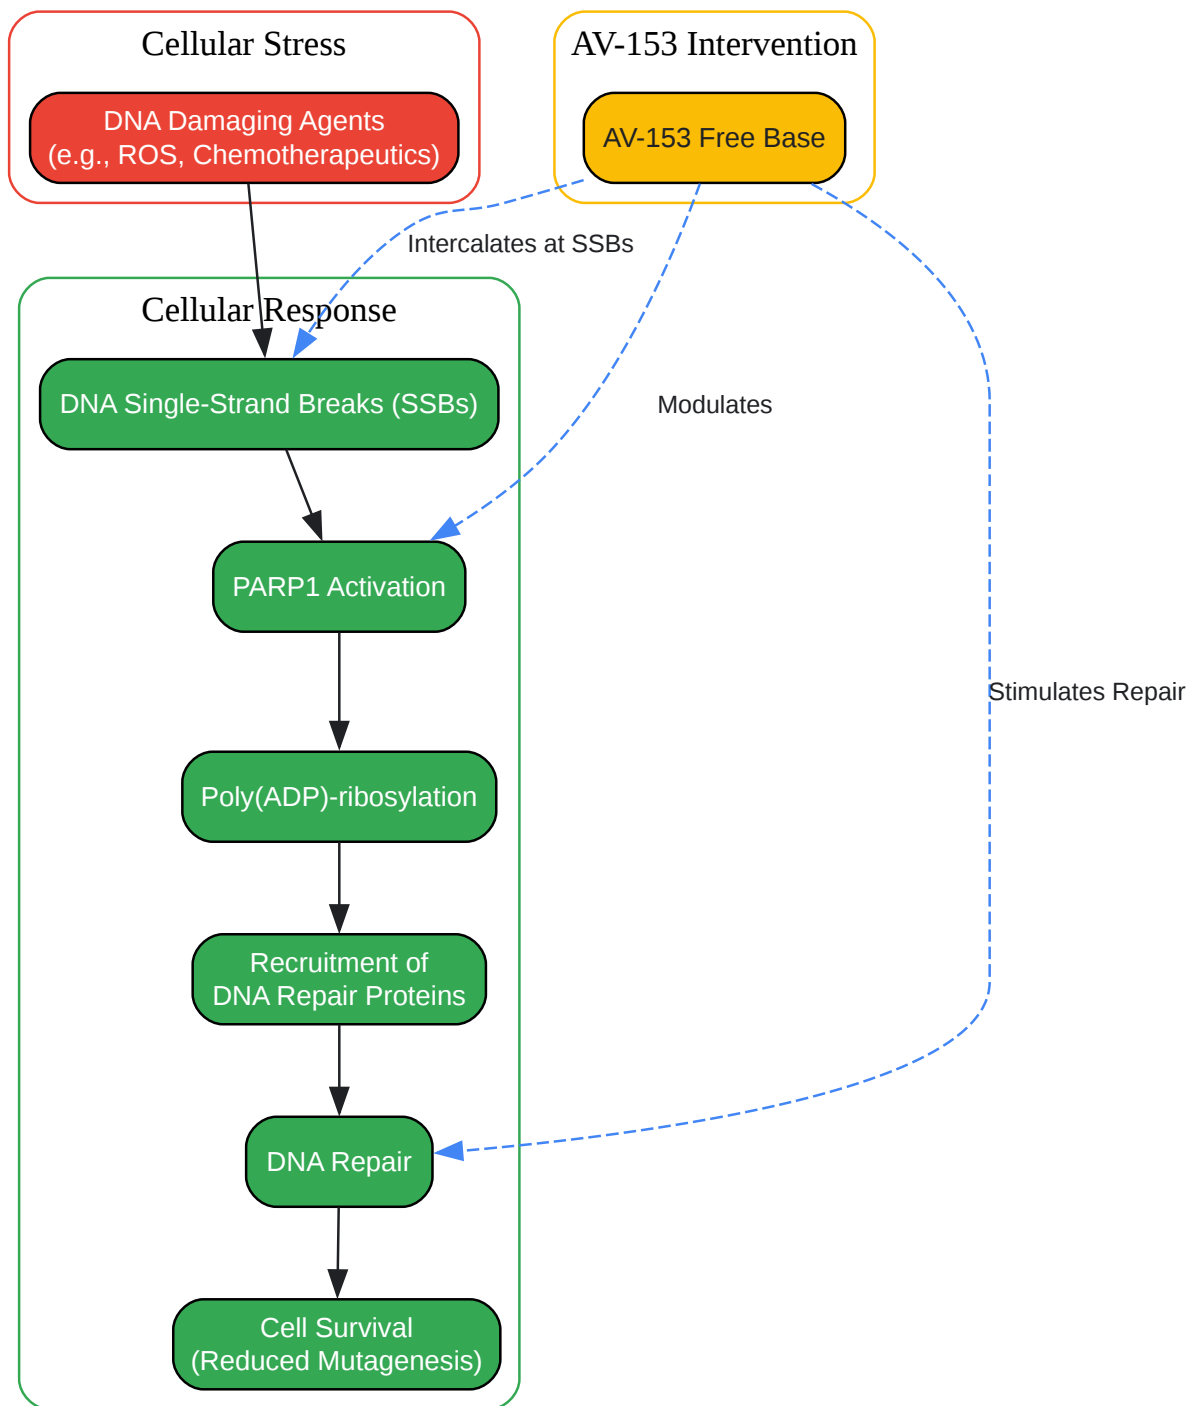 Cellular Stress
AV-153 Intervention
DNA Damaging Agents
(e.g., ROS, Chemotherapeutics)
AV-153 Free Base
Intercalates at SSBs
Cellular Response
DNA Single-Strand Breaks (SSBs)
Modulates
PARP1 Activation
Stimulates Repair
Poly(ADP)-ribosylation
Recruitment of
DNA Repair Proteins
DNA Repair
Cell Survival
(Reduced Mutagenesis)